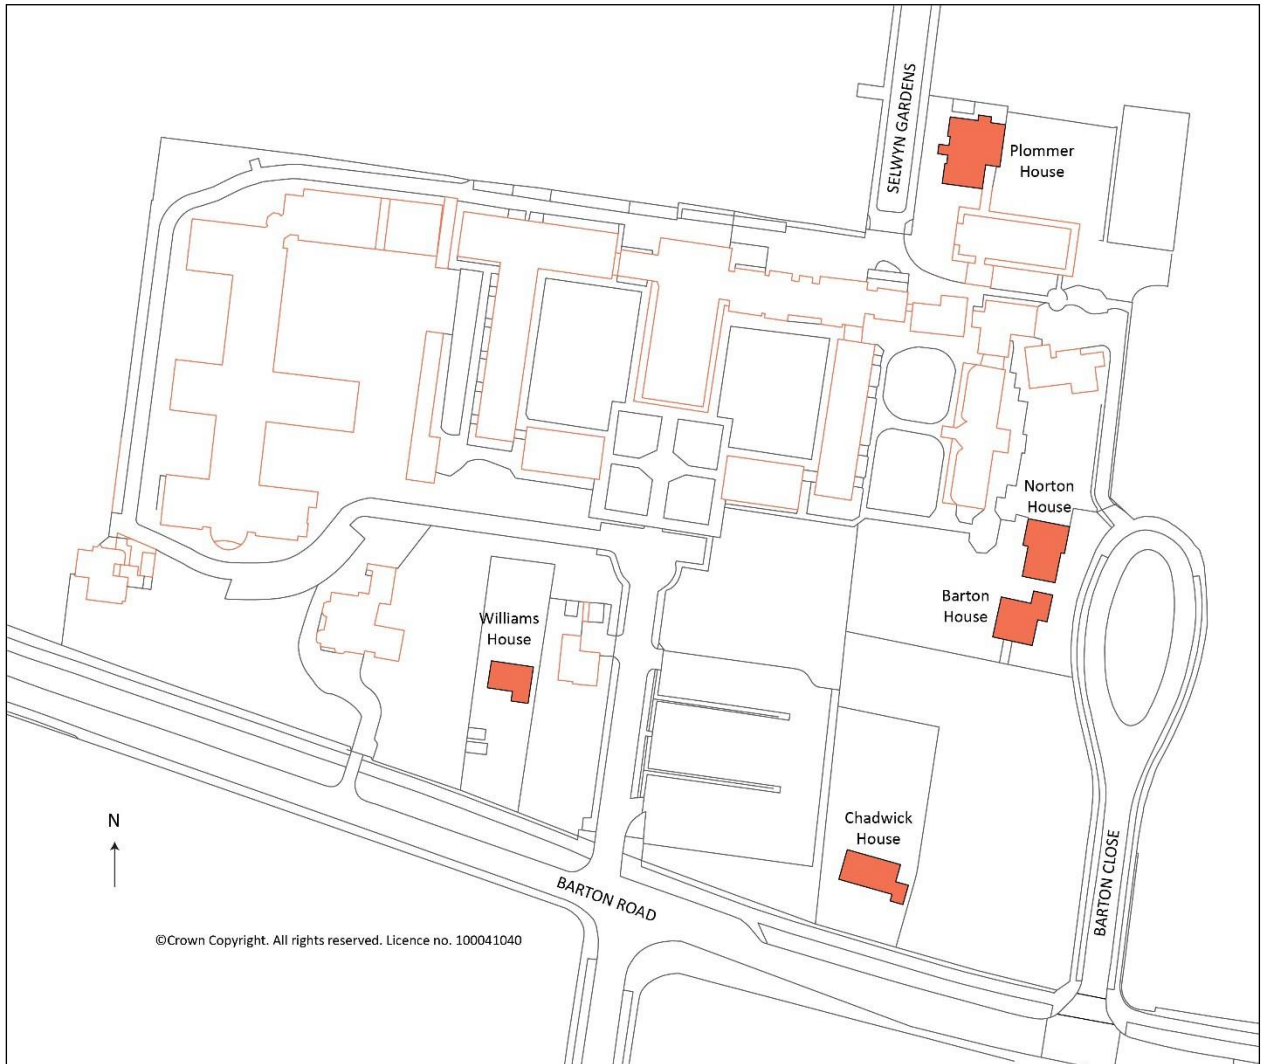 SELWYN GARDENS
Plommer
House
Norton
House
Barton
House
Williams
House
Chadwick
House
N
BARTON ROAD
BARTON CLOSE
©Crown Copyright. All rights reserved. Licence no. 100041040